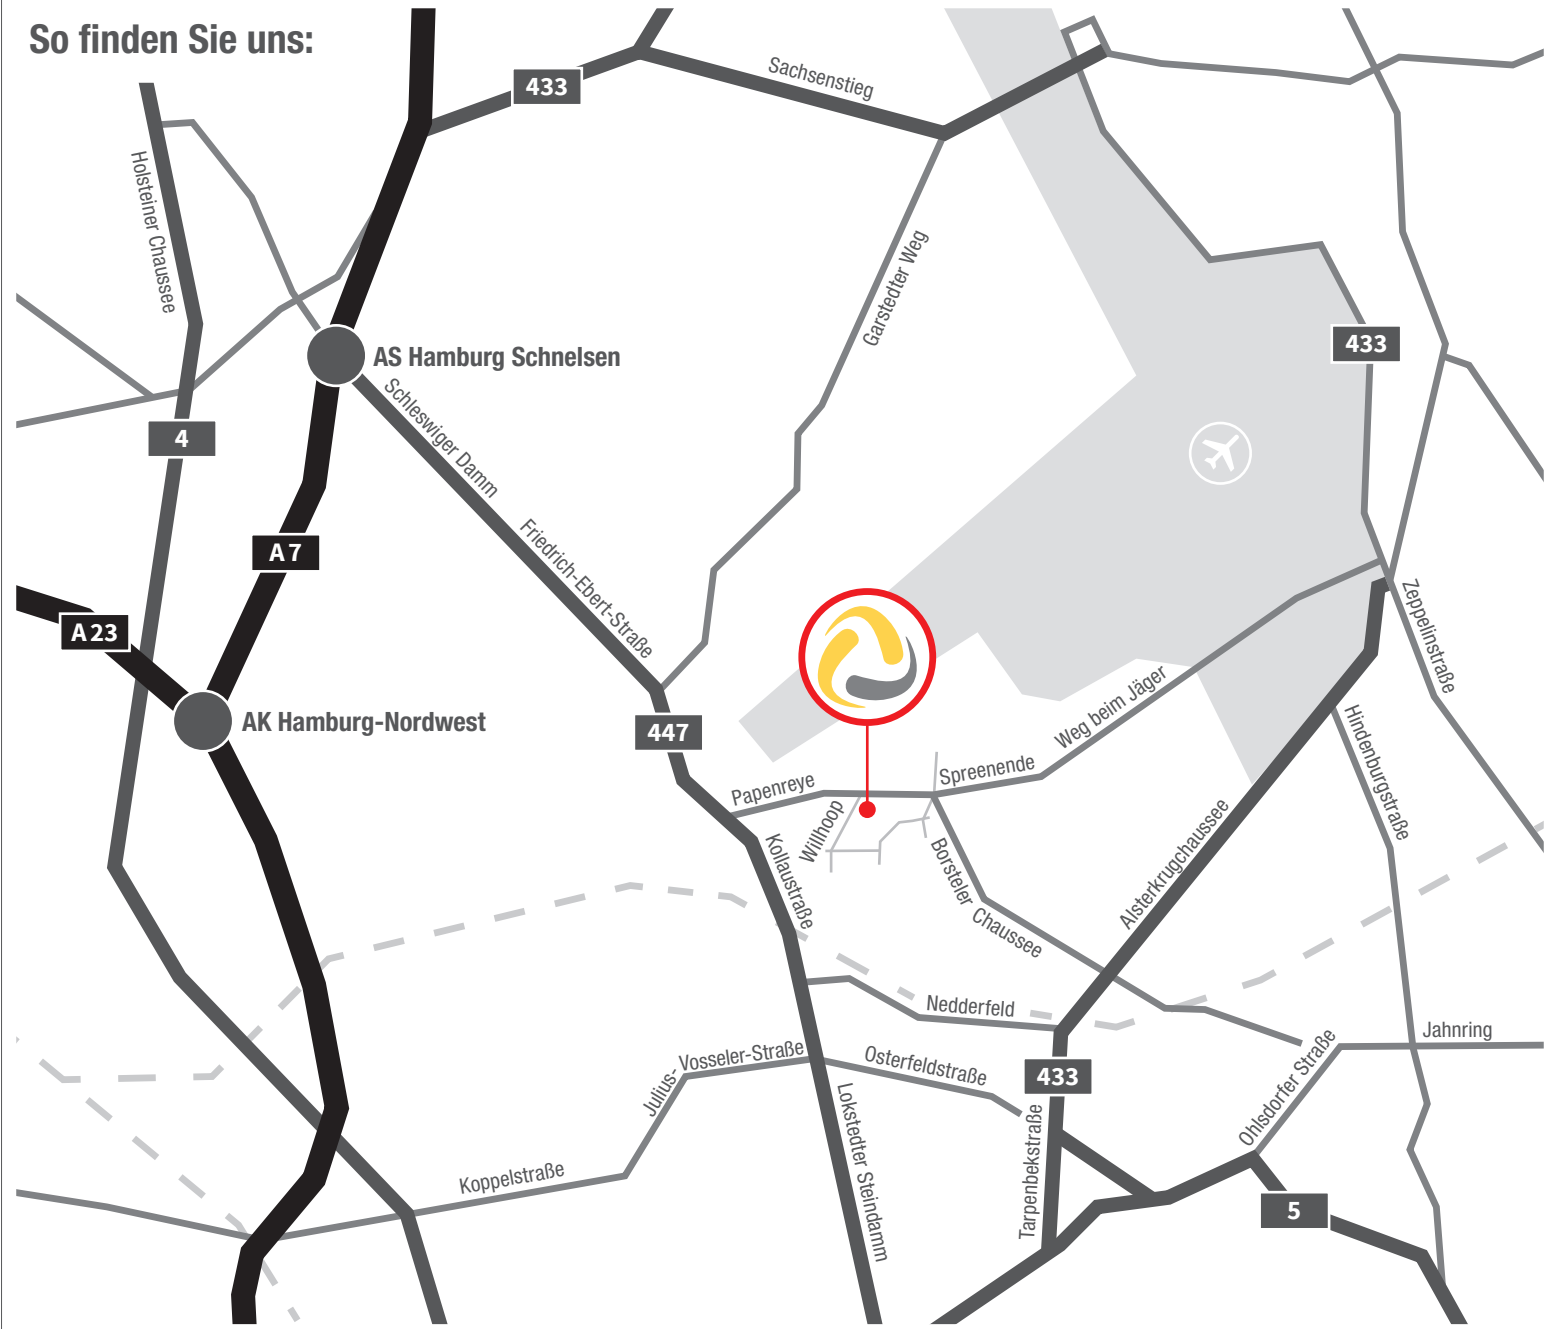 So finden Sie uns:
433
Sachsenstieg
Holsteiner Chaussee
Garstedter Weg
433
AS Hamburg Schnelsen
Schleswiger Damm
4
A 7
Friedrich-Ebert-Straße
A 23
Zeppelinstraße
AK Hamburg-Nordwest
447
Weg beim Jäger
Hindenburgstraße
Spreenende
Papenreye
Willhoop
Kollaustraße
Borsteler Chaussee
Alsterkrugchaussee
Nedderfeld
Jahnring
Julius-Vosseler-Straße
Osterfeldstraße
433
Ohlsdorfer Straße
Lokstedter Steindamm
Tarpenbekstraße
Koppelstraße
5